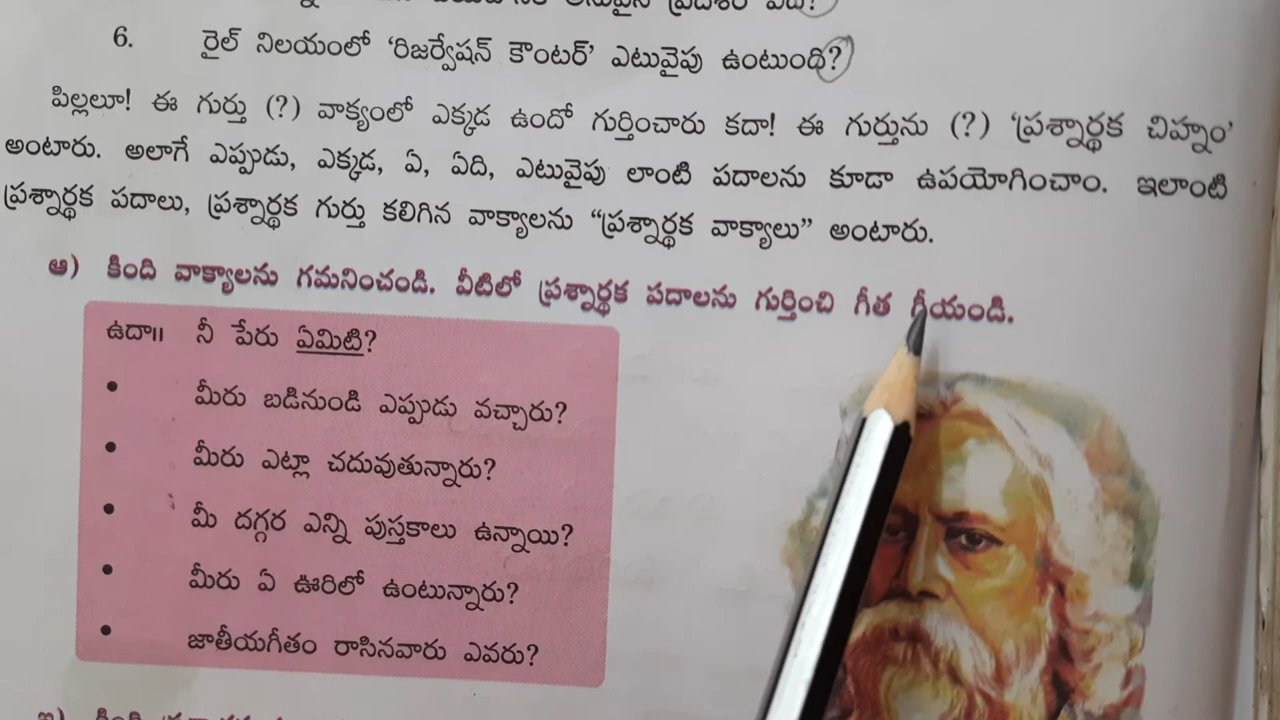 6. రైల్ నిలయంలో ‘రిజర్వేషన్ కౌంటర్’ ఎటువైపు ఉంటుంది?
పిల్లలూ! ఈ గుర్తు (?) వాక్యంలో ఎక్కడ ఉందో గుర్తించారు కదా! ఈ గుర్తును (?) ‘ప్రశ్నార్థక చిహ్నం’
అంటారు. అలాగే ఎప్పుడు, ఎక్కడ, ఏ, ఏది, ఎటువైపు లాంటి పదాలను కూడా ఉపయోగించాం. ఇలాంటి
ప్రశ్నార్థక పదాలు, ప్రశ్నార్థక గుర్తు కలిగిన వాక్యాలను “ప్రశ్నార్థక వాక్యాలు” అంటారు.
ఆ) కింది వాక్యాలను గమనించండి. వీటిలో ప్రశ్నార్థక పదాలను గుర్తించి గీత గీయండి.
ఉదా॥ నీ పేరు ఏమిటి?
• మీరు బడినుండి ఎప్పుడు వచ్చారు?
• మీరు ఎట్లా చదువుతున్నారు?
• మీ దగ్గర ఎన్ని పుస్తకాలు ఉన్నాయి?
• మీరు ఏ ఊరిలో ఉంటున్నారు?
• జాతీయగీతం రాసినవారు ఎవరు?